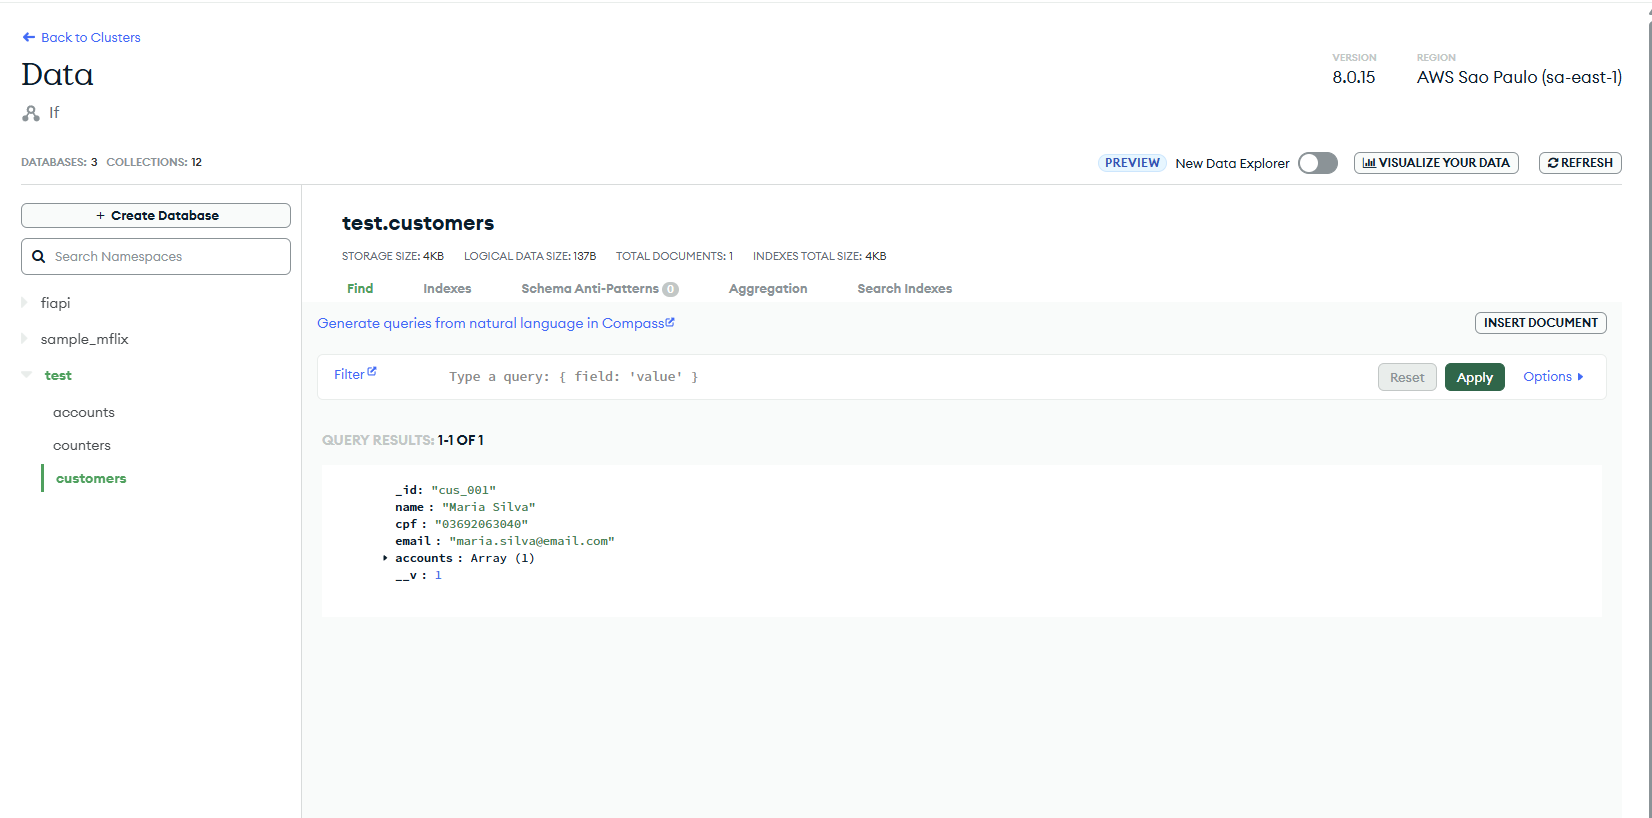 Back to Clusters
Data
If
VERSION
8.0.15
REGION
AWS Sao Paulo (sa-east-1)
DATABASES: 3 COLLECTIONS: 12
PREVIEW New Data Explorer VISUALIZE YOUR DATA REFRESH
+ Create Database
Search Namespaces
fiapi
sample_mflix
test
accounts
counters
customers
test.customers
STORAGE SIZE: 4KB LOGICAL DATA SIZE: 137B TOTAL DOCUMENTS: 1 INDEXES TOTAL SIZE: 4KB
Find Indexes Schema Anti-Patterns 0 Aggregation Search Indexes
Generate queries from natural language in Compass
INSERT DOCUMENT
Filter Type a query: { field: 'value' } Reset Apply Options
QUERY RESULTS: 1-1 OF 1
_id: "cus_001"
name : "Maria Silva"
cpf : "03692063040"
email : "maria.silva@email.com"
accounts : Array (1)
__v : 1